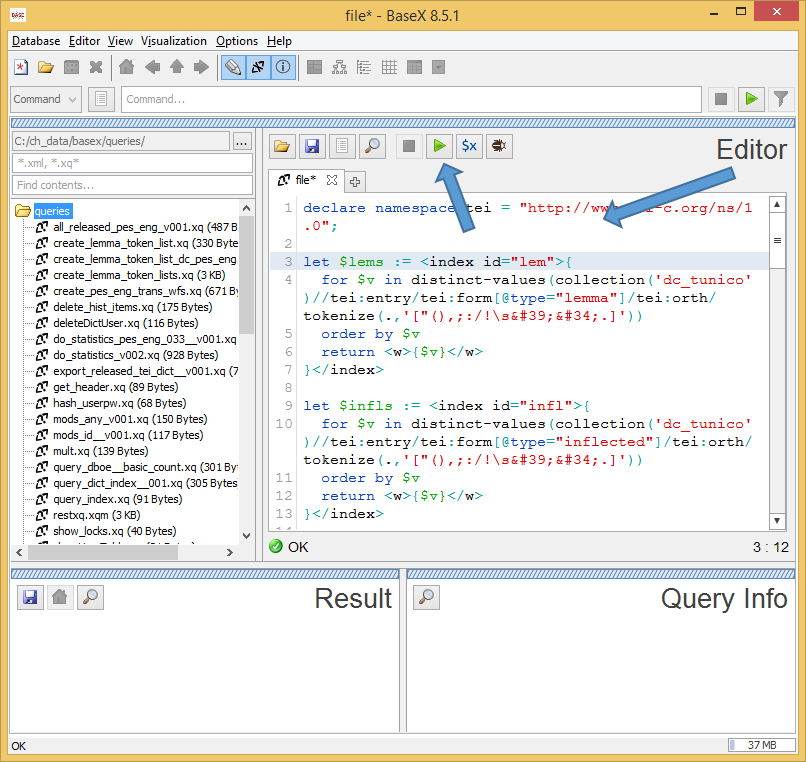 file* - BaseX 8.5.1
Database Editor View Visualization Options Help
Command Command...
C:/ch_data/basex/queries/ ...
*.xml, *.xq*
Find contents...
queries
all_released_pes_eng_v001.xq (487 B
create_lemma_token_list.xq (330 Byte
create_lemma_token_list_dc_pes_eng
create_lemma_token_lists.xq (3 KB)
create_pes_eng_trans_wfs.xq (671 By
delete_hist_items.xq (175 Bytes)
deleteDictUser.xq (116 Bytes)
do_statistics_pes_eng_033__v001.xq
do_statistics_v002.xq (928 Bytes)
export_released_tei_dict__v001.xq (7
get_header.xq (89 Bytes)
hash_userpw.xq (68 Bytes)
mods_any_v001.xq (150 Bytes)
mods_id__v001.xq (117 Bytes)
mult.xq (139 Bytes)
query_dboe__basic_count.xq (301 By
query_dict_index__001.xq (305 Bytes
query_index.xq (91 Bytes)
restxq.xqm (3 KB)
show_locks.xq (40 Bytes)
$x
Editor
file*
1 declare namespace tei = "http://www. -c.org/ns/1
.0";
2
3 let $lems := <index id="lem">{
4 for $v in distinct-values(collection('dc_tunico'
)//tei:entry/tei:form[@type="lemma"]/tei:orth/
tokenize(.,'["(),;:/!\s&#39;&#34;.]'))
5 order by $v
6 return <w>{$v}</w>
7 }</index>
8
9 let $infls := <index id="infl">{
10 for $v in distinct-values(collection('dc_tunico'
)//tei:entry/tei:form[@type="inflected"]/tei:orth/
tokenize(.,'["(),;:/!\s&#39;&#34;.]'))
11 order by $v
12 return <w>{$v}</w>
13 }</index>
OK 3 : 12
Result
Query Info
OK 37 MB